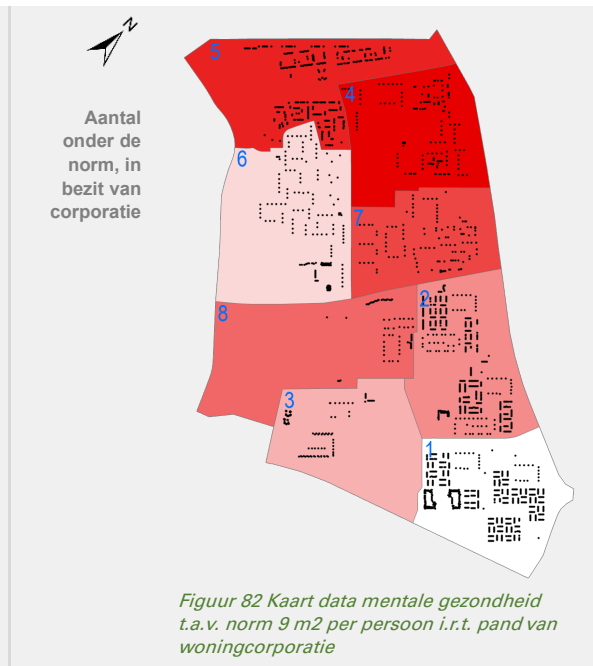 N
5
4
Aantal
onder de
norm, in
bezit van
corporatie
6
7
2
8
3
1
Figuur 82 Kaart data mentale gezondheid
t.a.v. norm 9 m2 per persoon i.r.t. pand van
woningcorporatie